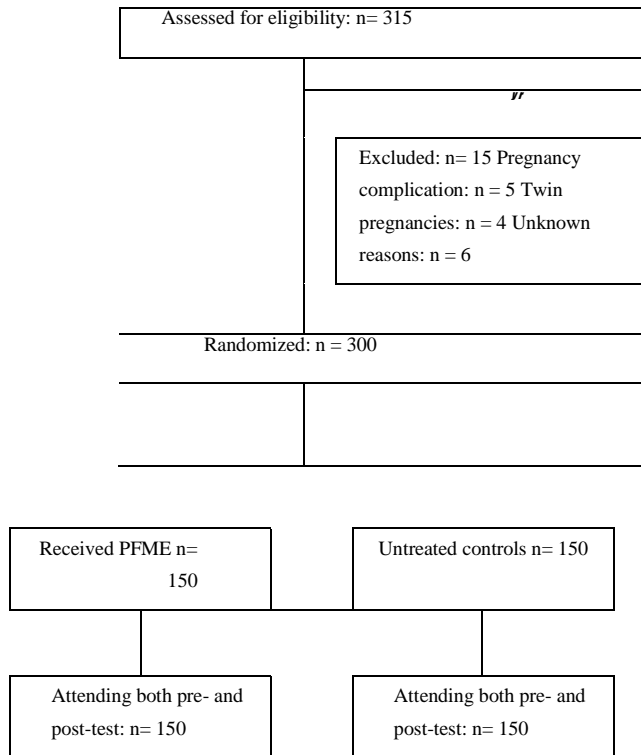 Assessed for eligibility: n= 315
Excluded: n= 15 Pregnancy
complication: n = 5 Twin
pregnancies: n = 4 Unknown
reasons: n = 6
Randomized: n = 300
Received PFME n=
150
Untreated controls n= 150
Attending both pre- and
post-test: n= 150
Attending both pre- and
post-test: n= 150